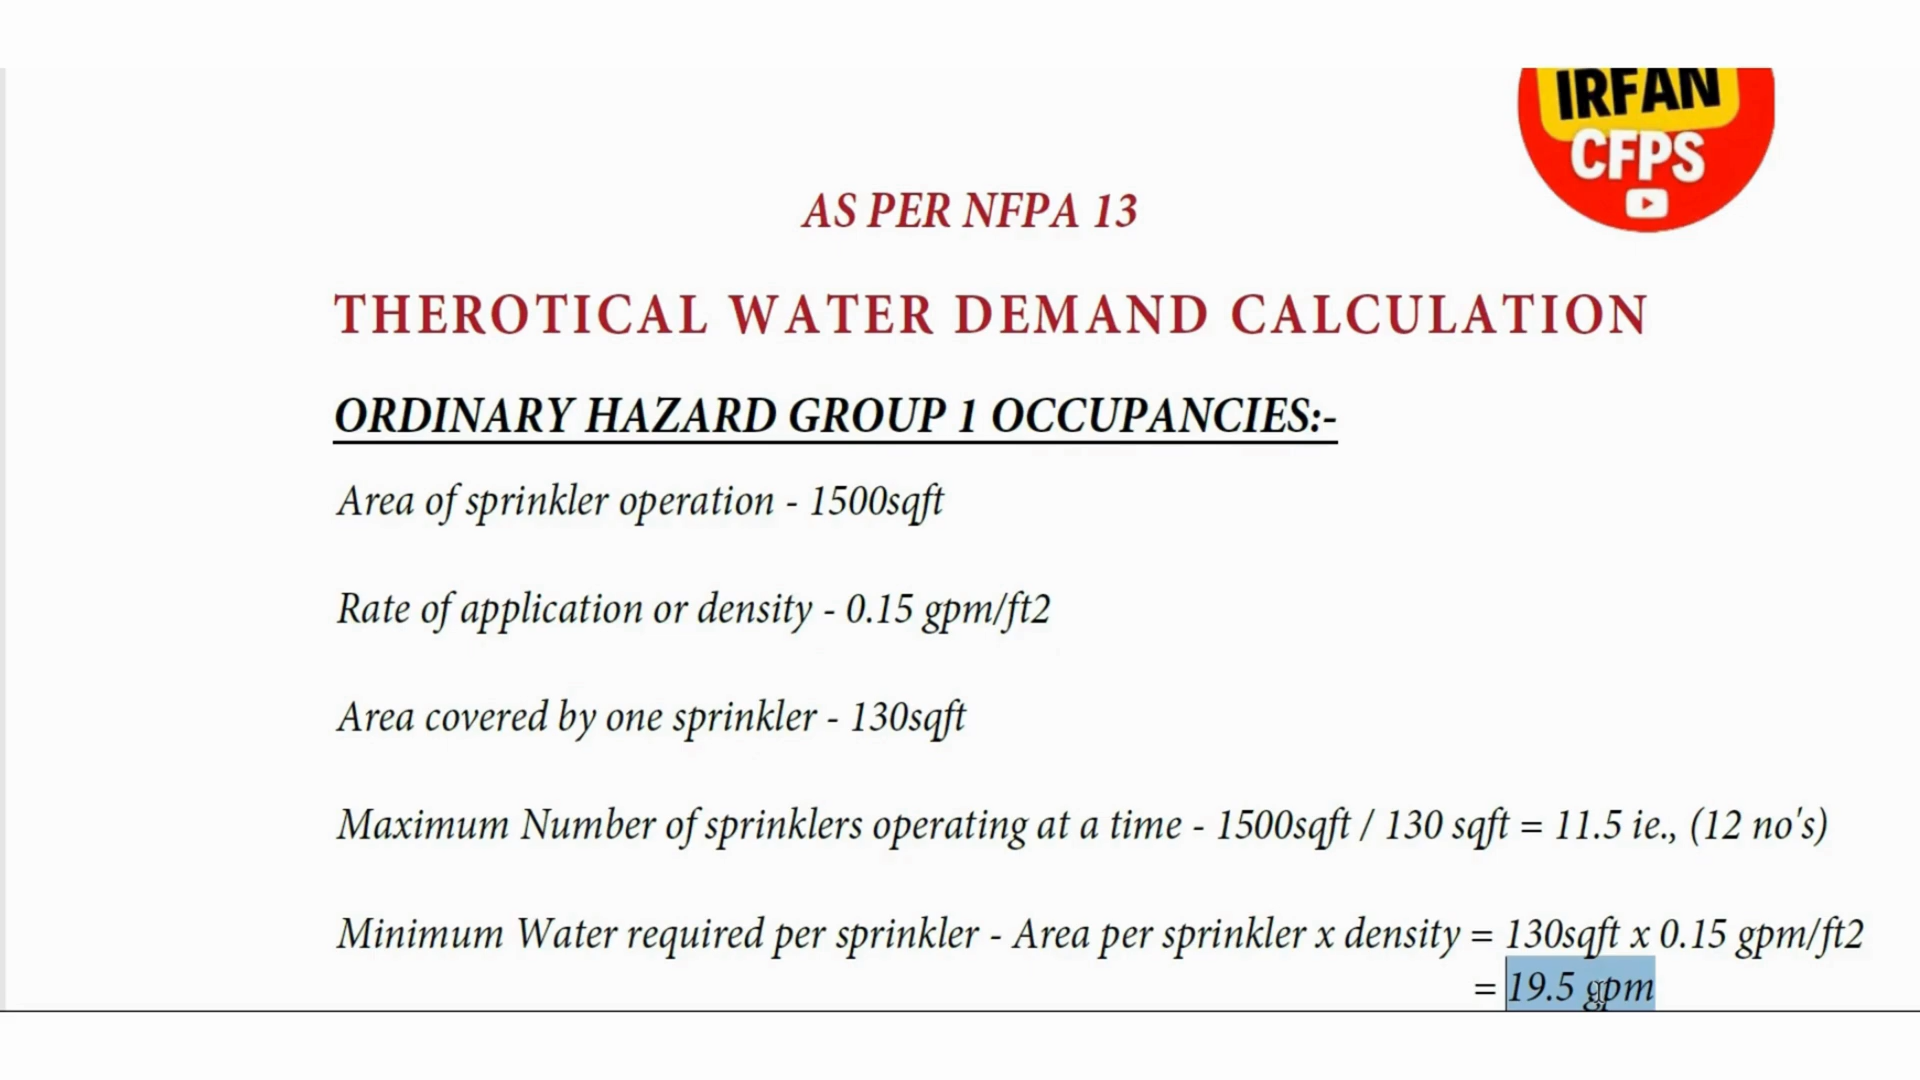 IRFAN
CFPS
AS PER NFPA 13
THEROTICAL WATER DEMAND CALCULATION
ORDINARY HAZARD GROUP 1 OCCUPANCIES:-
Area of sprinkler operation - 1500sqft
Rate of application or density - 0.15 gpm/ft2
Area covered by one sprinkler - 130sqft
Maximum Number of sprinklers operating at a time - 1500sqft / 130 sqft = 11.5 ie., (12 no's)
Minimum Water required per sprinkler - Area per sprinkler x density = 130sqft x 0.15 gpm/ft2
= 19.5 gpm